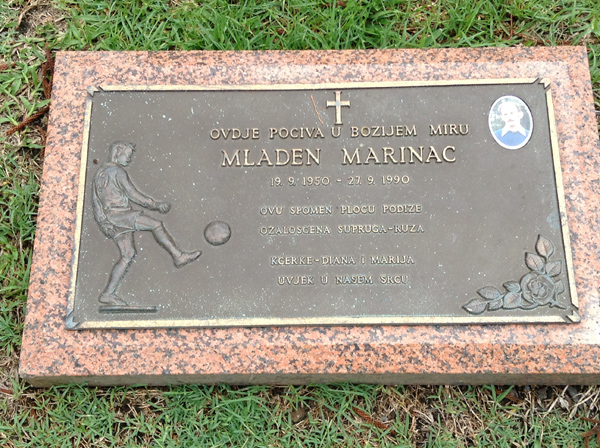 OVDJE POCIVA U BOZIJEM MIRU
MLADEN MARINAC
19. 9. 1950 - 27. 9. 1990
OVU SPOMEN PLOGU PODIZE
OZALOSCENA SUPRUGA-RUZA
KCERKE-DIANA I MARIJA
UVJEK U NASEM SRCU